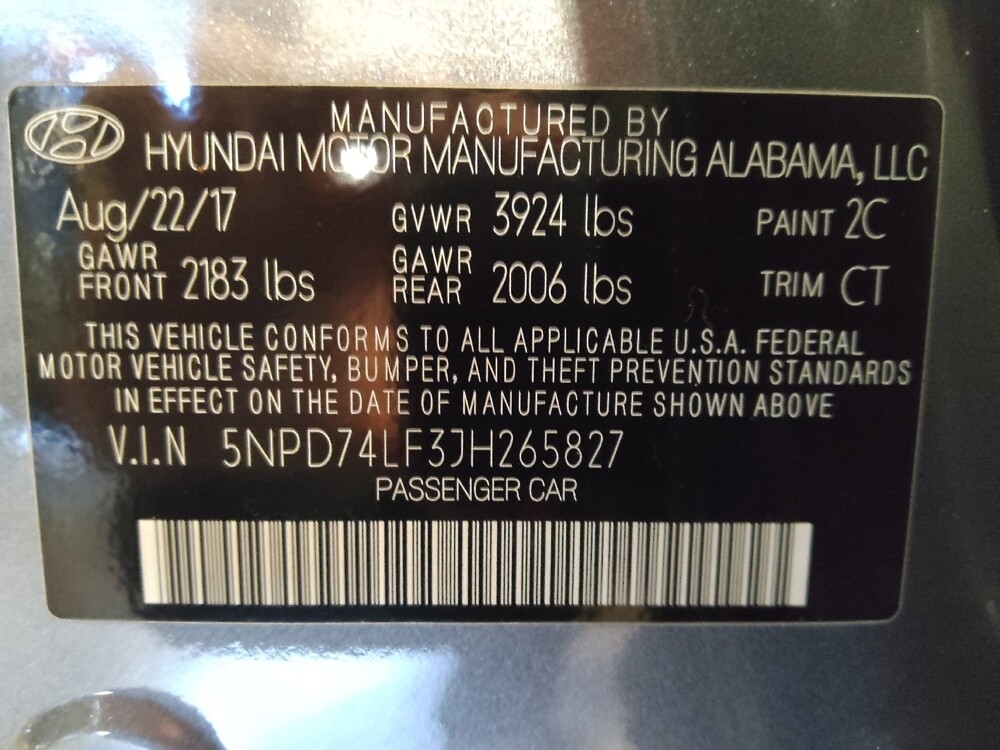 MANUFACTURED BY
HYUNDAI MOTOR MANUFACTURING ALABAMA, LLC
Aug/22/17 GVWR 3924 lbs PAINT 2C
GAWR FRONT 2183 lbs GAWR REAR 2006 lbs TRIM CT
THIS VEHICLE CONFORMS TO ALL APPLICABLE U.S.A. FEDERAL
MOTOR VEHICLE SAFETY, BUMPER, AND THEFT PREVENTION STANDARDS
IN EFFECT ON THE DATE OF MANUFACTURE SHOWN ABOVE
V.I.N 5NPD74LF3JH265827
PASSENGER CAR